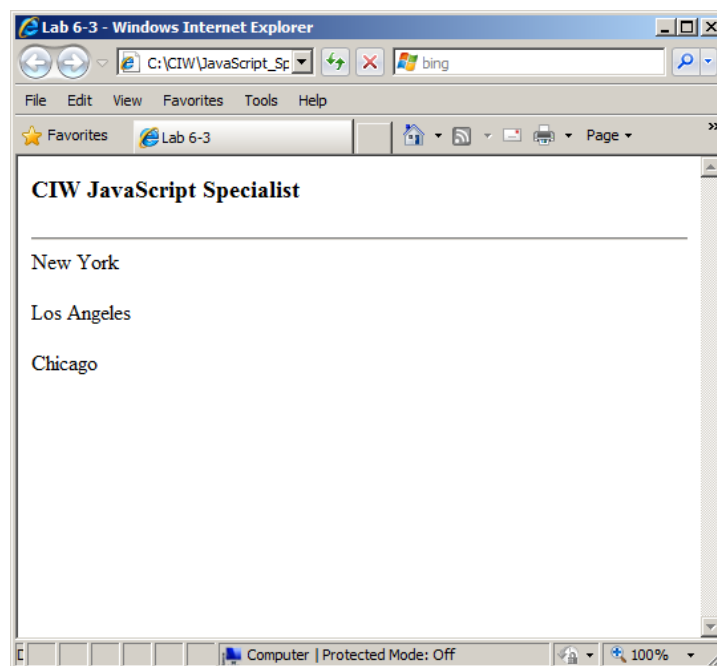 Lab 6-3 - Windows Internet Explorer
C:\CIW\JavaScript_Sp
bing
File Edit View Favorites Tools Help
Favorites Lab 6-3 Page
CIW JavaScript Specialist
New York
Los Angeles
Chicago
Computer | Protected Mode: Off 100%